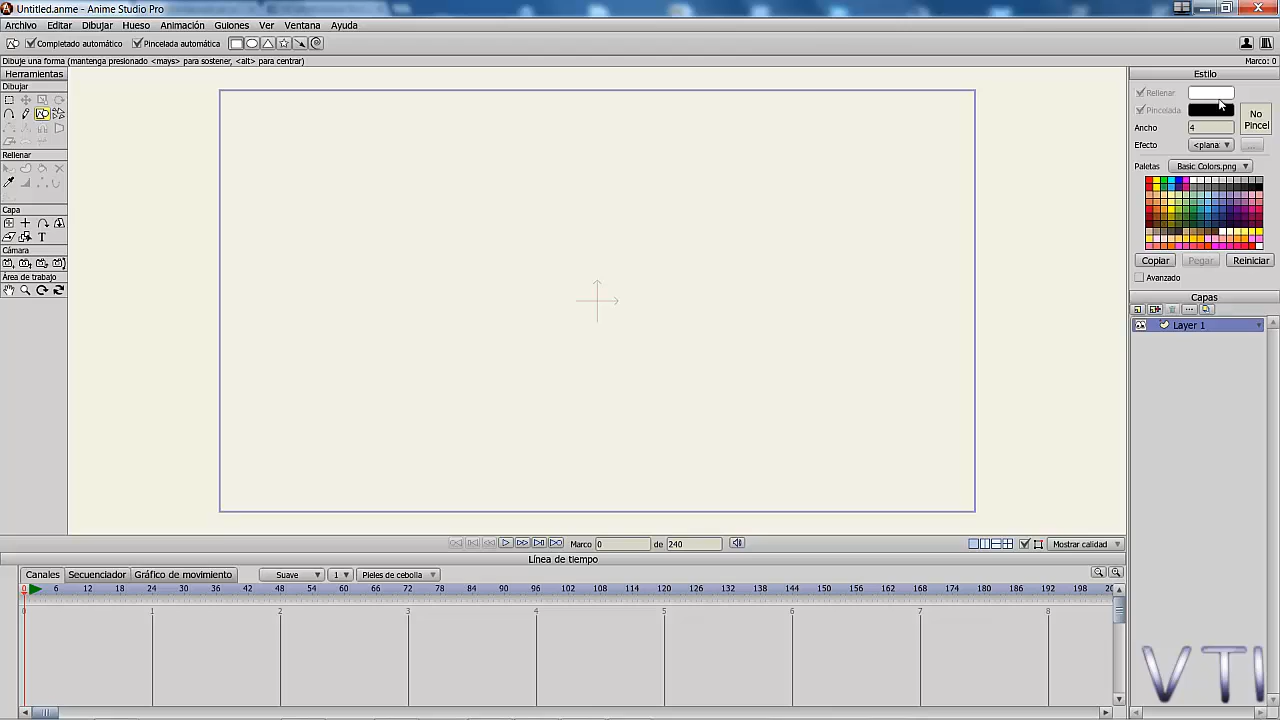 Untitled.anme - Anime Studio Pro
Archivo Editar Dibujar Hueso Animación Guiones Ver Ventana Ayuda
Completado automático Pincelada automática
Dibuje una forma (mantenga presionado <mays> para sostener, <alt> para centrar) Marco: 0
Herramientas
Dibujar
Rellenar
Capa
T
Cámara
Área de trabajo
Estilo
Rellenar
Pincelada
Ancho 4
No Pincel
Efecto <plana: ...
Paletas Basic Colors.png
Copiar Pegar Reiniciar
Avanzado
Capas
Layer 1
Marco 0 de 240 Mostrar calidad
Línea de tiempo
Canales Secuenciador Gráfico de movimiento Suave 1 Pieles de cebolla
0 6 12 18 24 30 36 42 48 54 60 66 72 78 84 90 96 102 108 114 120 126 132 138 144 150 156 162 168 174 180 186 192 198 20
0 1 2 3 4 5 6 7 8
VTI